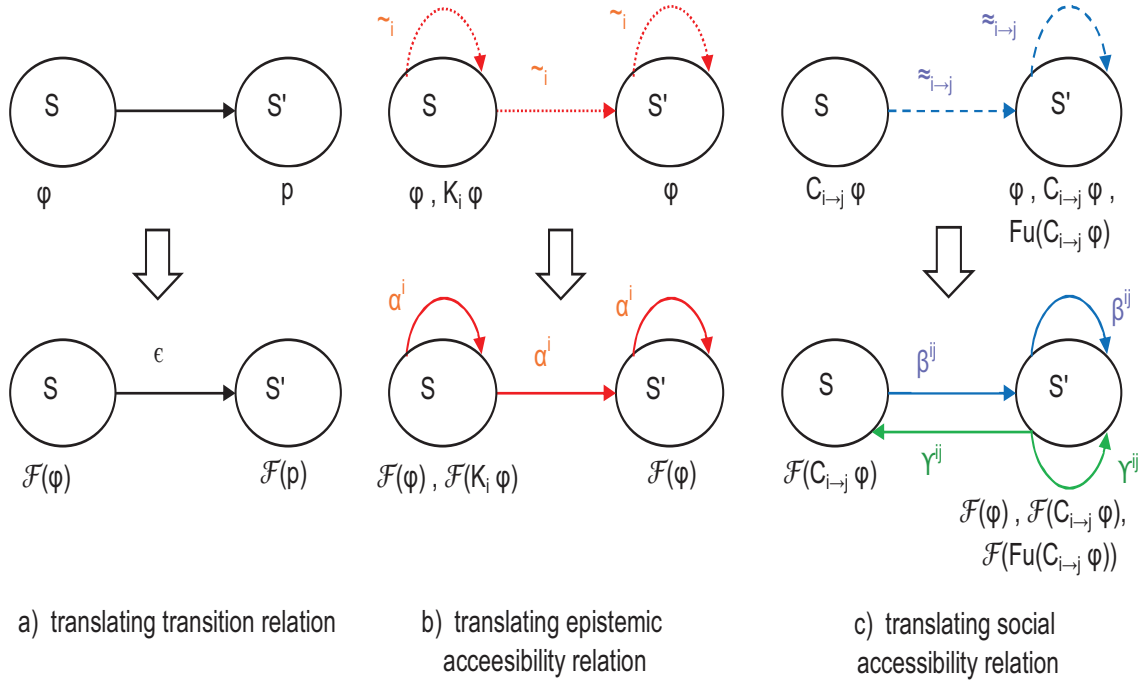 ~i ~i ≈i→j
S S' S ~i S' S ≈i→j S'
φ p φ , Ki φ φ Ci→j φ φ , Ci→j φ ,
Fu(Ci→j φ)
αi αi βij
S ϵ S' S αi S' S βij S'
γij γij
ℱ(φ) ℱ(p) ℱ(φ) , ℱ(Ki φ) ℱ(φ) ℱ(Ci→j φ)
ℱ(φ) , ℱ(Ci→j φ),
ℱ(Fu(Ci→j φ))
a) translating transition relation
b) translating epistemic
acceesibility relation
c) translating social
accessibility relation